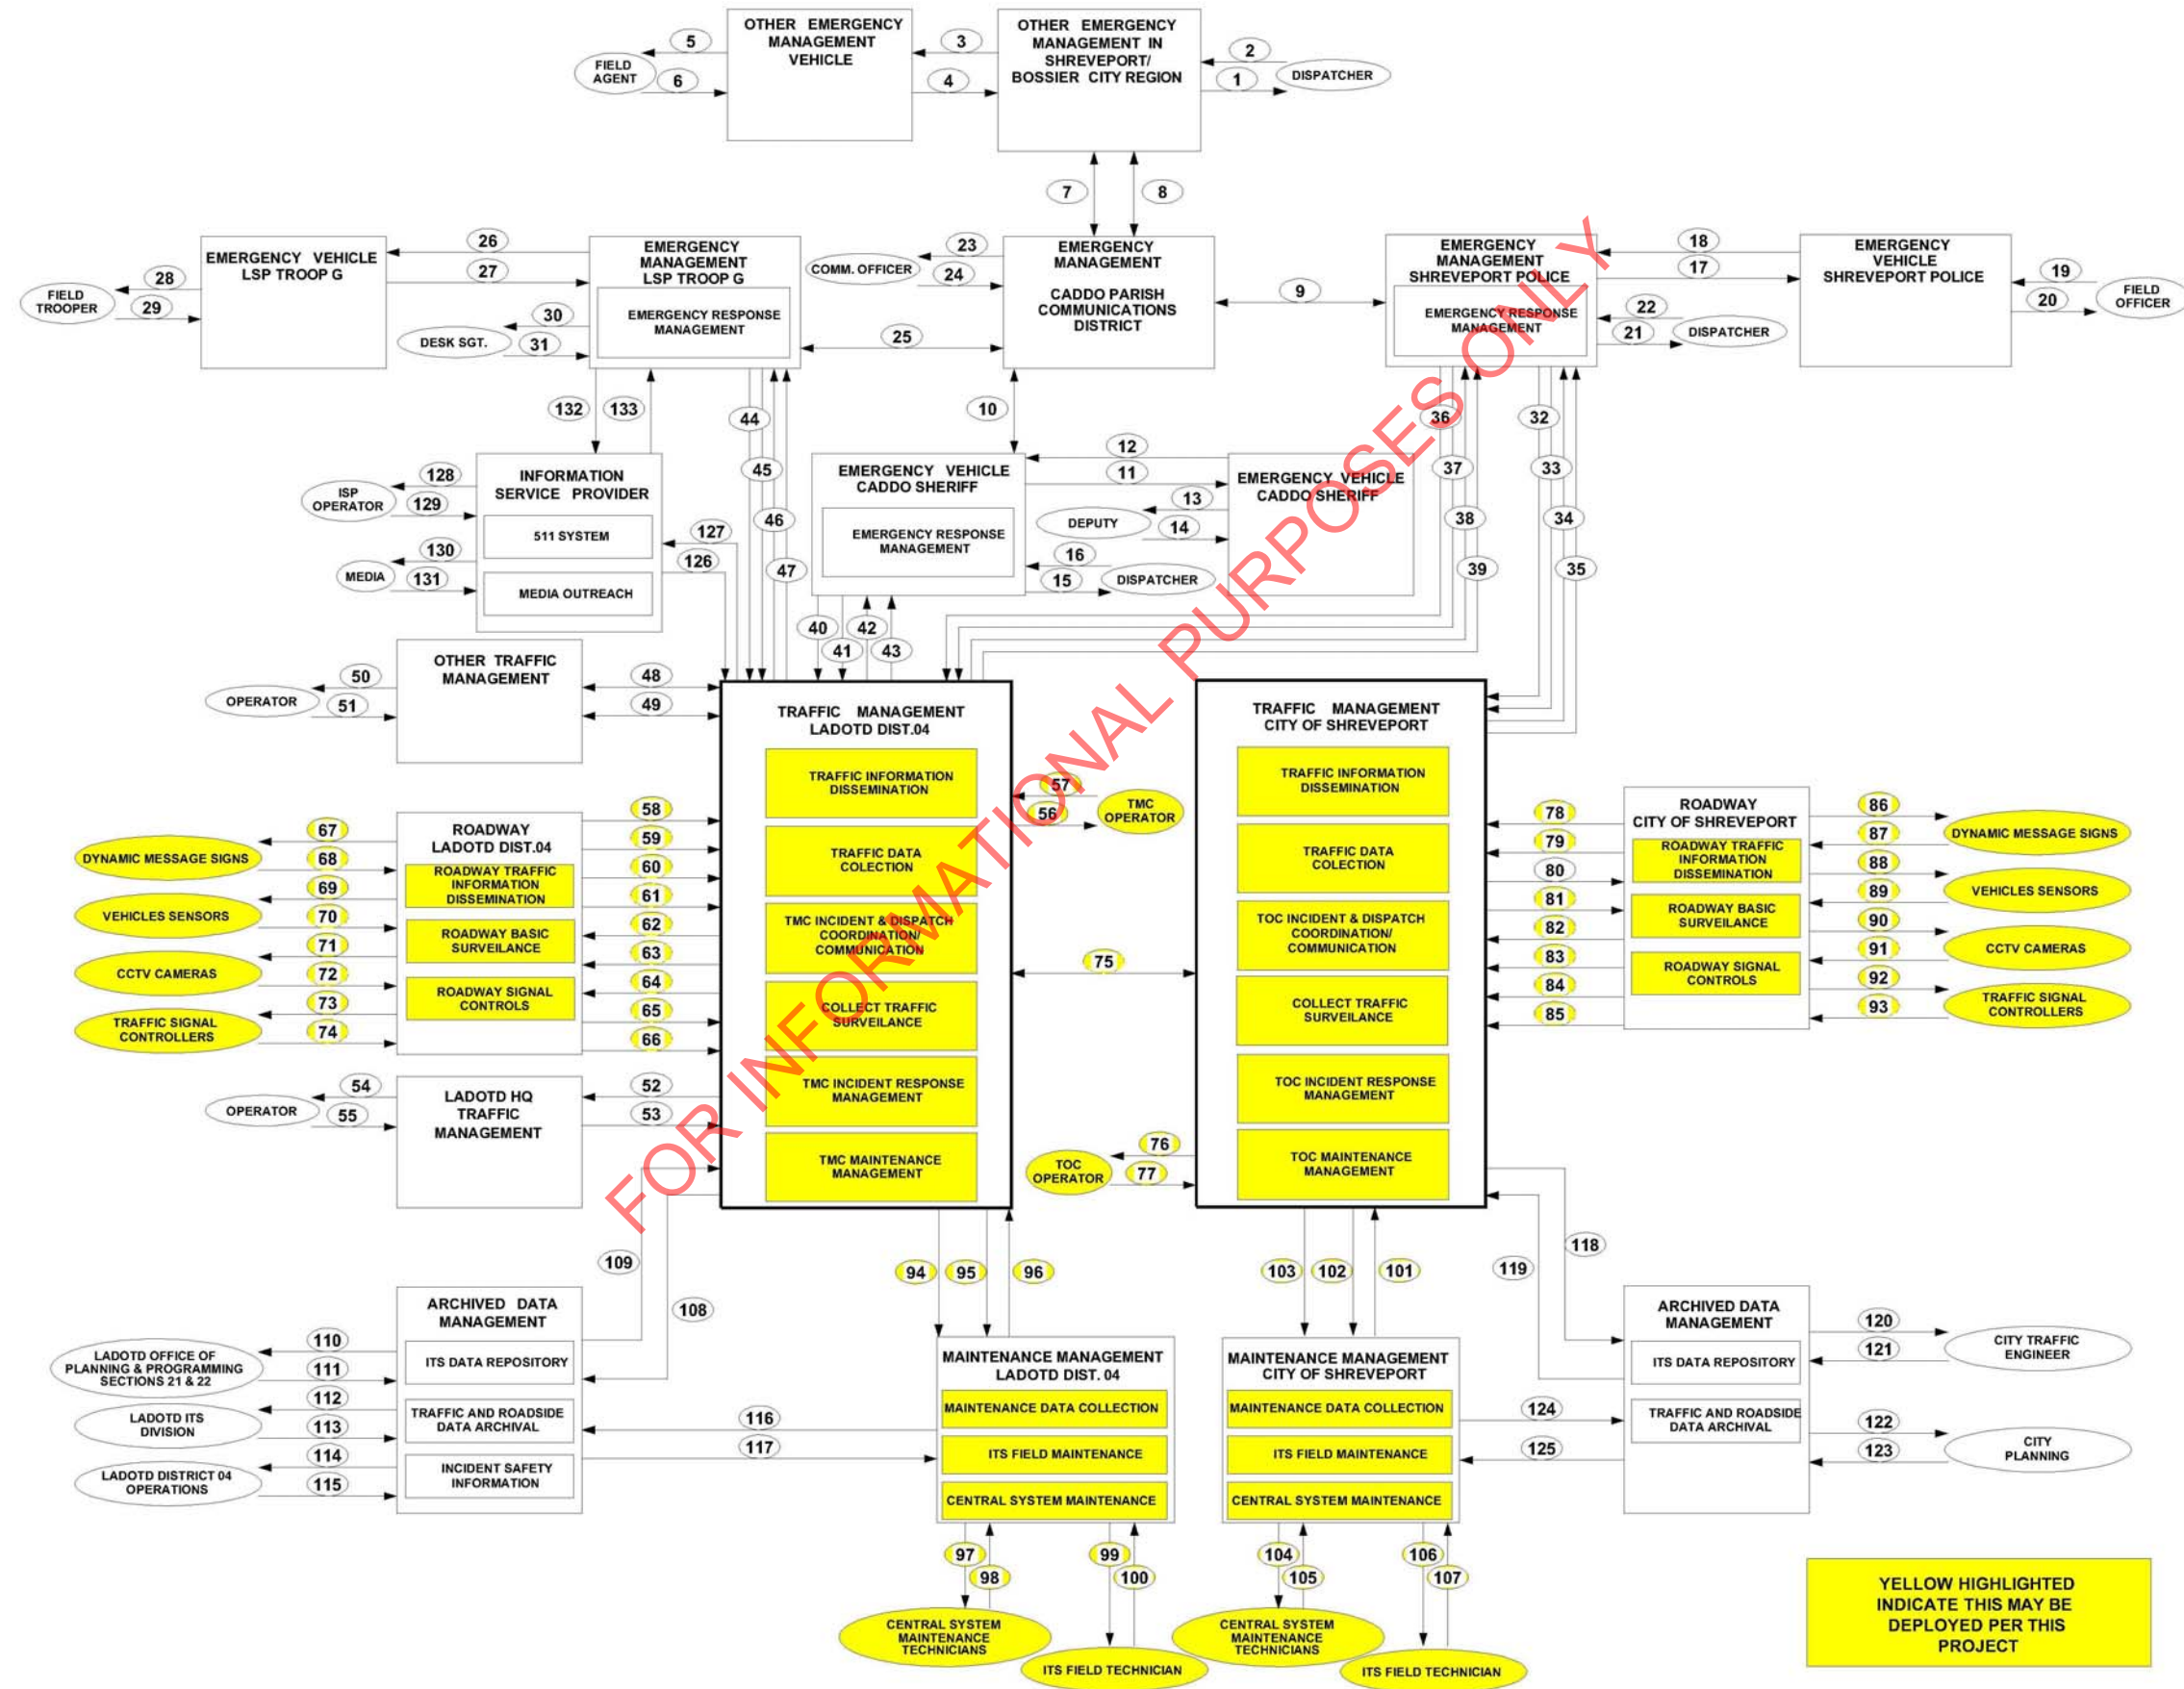 OTHER EMERGENCY
MANAGEMENT
VEHICLE
OTHER EMERGENCY
MANAGEMENT IN
SHREVEPORT/
BOSSIER CITY REGION
5
3
2
FIELD
AGENT
6
4
1
DISPATCHER
7
8
EMERGENCY VEHICLE
LSP TROOP G
26
27
28
29
FIELD
TROOPER
EMERGENCY
MANAGEMENT
LSP TROOP G
EMERGENCY RESPONSE
MANAGEMENT
30
DESK SGT.
31
23
COMM. OFFICER
24
25
EMERGENCY
MANAGEMENT
CADDO PARISH
COMMUNICATIONS
DISTRICT
9
EMERGENCY
MANAGEMENT
SHREVEPORT POLICE
EMERGENCY RESPONSE
MANAGEMENT
18
17
22
21
DISPATCHER
EMERGENCY
VEHICLE
SHREVEPORT POLICE
19
20
FIELD
OFFICER
132
133
44
45
46
47
10
36
37
38
39
32
33
34
35
INFORMATION
SERVICE PROVIDER
511 SYSTEM
MEDIA OUTREACH
128
ISP
OPERATOR
129
130
MEDIA
131
127
126
EMERGENCY VEHICLE
CADDO SHERIFF
EMERGENCY RESPONSE
MANAGEMENT
12
11
EMERGENCY VEHICLE
CADDO SHERIFF
13
DEPUTY
14
16
15
DISPATCHER
40
41
42
43
OTHER TRAFFIC
MANAGEMENT
50
OPERATOR
51
48
49
TRAFFIC MANAGEMENT
LADOTD DIST.04
TRAFFIC INFORMATION
DISSEMINATION
TRAFFIC DATA
COLECTION
TMC INCIDENT & DISPATCH
COORDINATION/
COMMUNICATION
COLLECT TRAFFIC
SURVEILANCE
TMC INCIDENT RESPONSE
MANAGEMENT
TMC MAINTENANCE
MANAGEMENT
57
56
TMC
OPERATOR
75
76
TOC
OPERATOR
77
TRAFFIC MANAGEMENT
CITY OF SHREVEPORT
TRAFFIC INFORMATION
DISSEMINATION
TRAFFIC DATA
COLECTION
TOC INCIDENT & DISPATCH
COORDINATION/
COMMUNICATION
COLLECT TRAFFIC
SURVEILANCE
TOC INCIDENT RESPONSE
MANAGEMENT
TOC MAINTENANCE
MANAGEMENT
ROADWAY
LADOTD DIST.04
ROADWAY TRAFFIC
INFORMATION
DISSEMINATION
ROADWAY BASIC
SURVEILANCE
ROADWAY SIGNAL
CONTROLS
58
59
60
61
62
63
64
65
66
67
DYNAMIC MESSAGE SIGNS
68
69
VEHICLES SENSORS
70
71
CCTV CAMERAS
72
73
TRAFFIC SIGNAL
CONTROLLERS
74
ROADWAY
CITY OF SHREVEPORT
ROADWAY TRAFFIC
INFORMATION
DISSEMINATION
ROADWAY BASIC
SURVEILANCE
ROADWAY SIGNAL
CONTROLS
78
79
80
81
82
83
84
85
86
87
DYNAMIC MESSAGE SIGNS
88
89
VEHICLES SENSORS
90
91
CCTV CAMERAS
92
93
TRAFFIC SIGNAL
CONTROLLERS
LADOTD HQ
TRAFFIC
MANAGEMENT
54
OPERATOR
55
52
53
109
108
94
95
96
103
102
101
118
119
ARCHIVED DATA
MANAGEMENT
ITS DATA REPOSITORY
TRAFFIC AND ROADSIDE
DATA ARCHIVAL
INCIDENT SAFETY
INFORMATION
110
LADOTD OFFICE OF
PLANNING & PROGRAMMING
SECTIONS 21 & 22
111
112
LADOTD ITS
DIVISION
113
114
LADOTD DISTRICT 04
OPERATIONS
115
116
117
MAINTENANCE MANAGEMENT
LADOTD DIST. 04
MAINTENANCE DATA COLLECTION
ITS FIELD MAINTENANCE
CENTRAL SYSTEM MAINTENANCE
MAINTENANCE MANAGEMENT
CITY OF SHREVEPORT
MAINTENANCE DATA COLLECTION
ITS FIELD MAINTENANCE
CENTRAL SYSTEM MAINTENANCE
124
125
ARCHIVED DATA
MANAGEMENT
ITS DATA REPOSITORY
TRAFFIC AND ROADSIDE
DATA ARCHIVAL
120
121
CITY TRAFFIC
ENGINEER
122
123
CITY
PLANNING
97
98
99
100
104
105
106
107
CENTRAL SYSTEM
MAINTENANCE
TECHNICIANS
ITS FIELD TECHNICIAN
CENTRAL SYSTEM
MAINTENANCE
TECHNICIANS
ITS FIELD TECHNICIAN
YELLOW HIGHLIGHTED
INDICATE THIS MAY BE
DEPLOYED PER THIS
PROJECT
FOR INFORMATIONAL PURPOSES ONLY